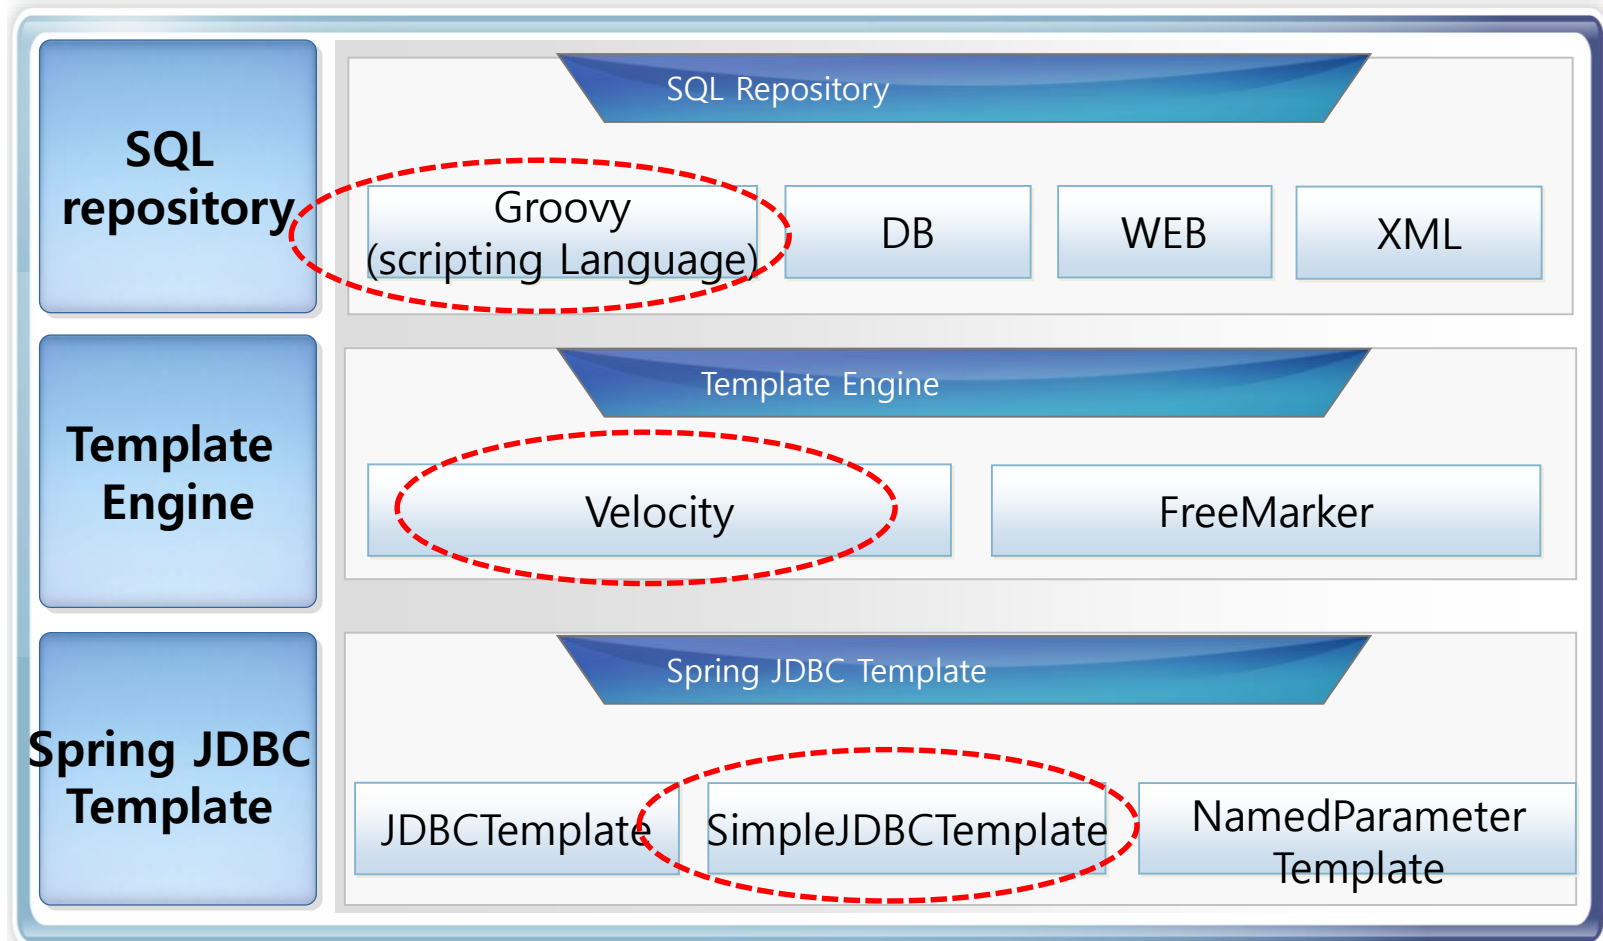 SQL
repository
SQL Repository
Groovy
(scripting Language)
DB
WEB
XML
Template
Engine
Template Engine
Velocity
FreeMarker
Spring JDBC
Template
Spring JDBC Template
JDBCTemplate
SimpleJDBCTemplate
NamedParameter
Template